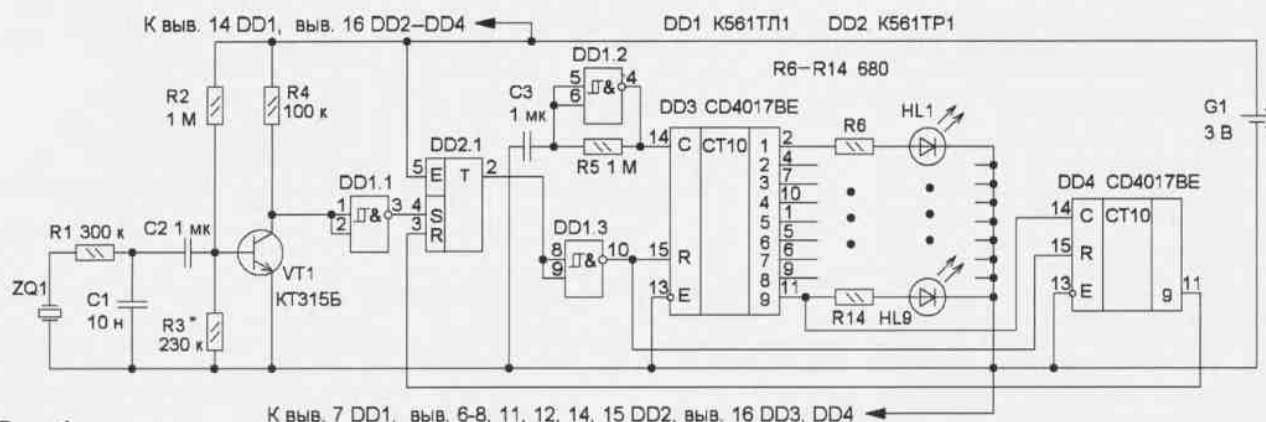 К выв. 14 DD1, выв. 16 DD2–DD4
DD1 К561ТЛ1 DD2 К561ТР1
R6–R14 680
R2
1 М
R4
100 к
C3
1 мк
DD1.2
5
6
&
4
R5 1 М
DD3 CD4017BE
14
C
CT10
15
R
13
E
1
2
3
4
5
6
7
8
9
2
4
7
10
1
5
6
9
11
R6
HL1
R14 HL9
G1
3 В
+
DD4 CD4017BE
14
C
CT10
15
R
13
E
9
11
DD2.1
5
E
T
2
4
S
3
R
DD1.1
1
2
&
3
DD1.3
8
9
&
10
R1 300 к
C2 1 мк
ZQ1
C1
10 н
R3*
230 к
VT1
КТ315Б
К выв. 7 DD1, выв. 6-8, 11, 12, 14, 15 DD2, выв. 16 DD3, DD4